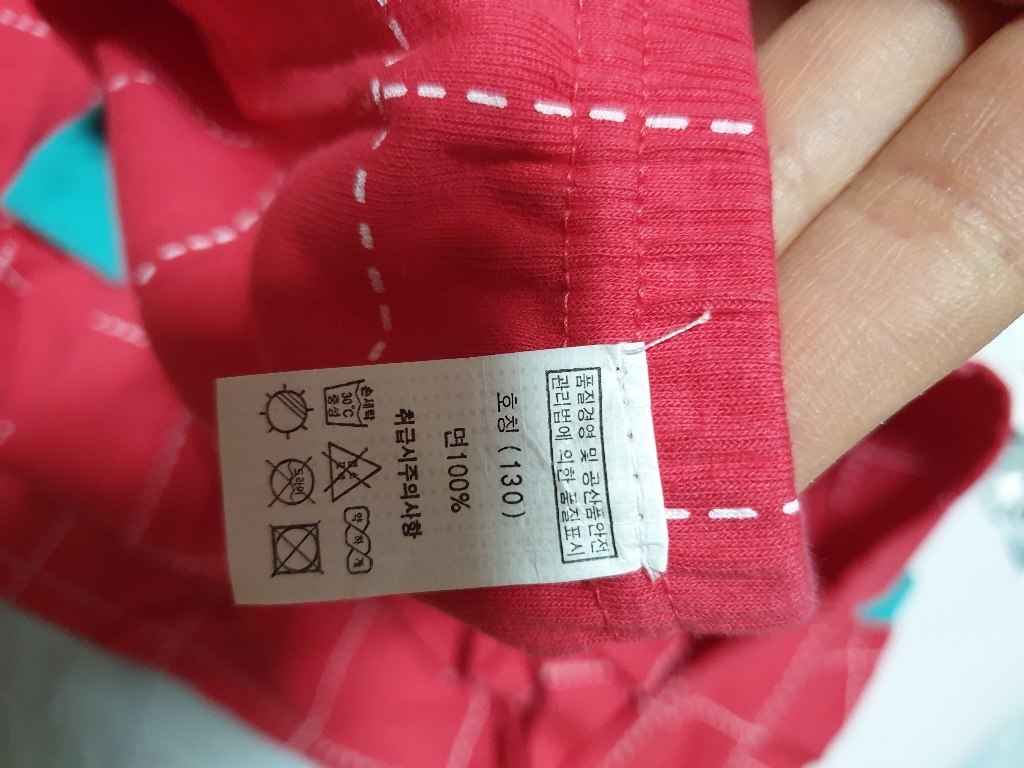 품질경영 및 공산품안전
관리법에 의한 품질표시
호칭 (130)
면100%
취급시주의사항
손세탁
30℃
중성
약하게
드라이